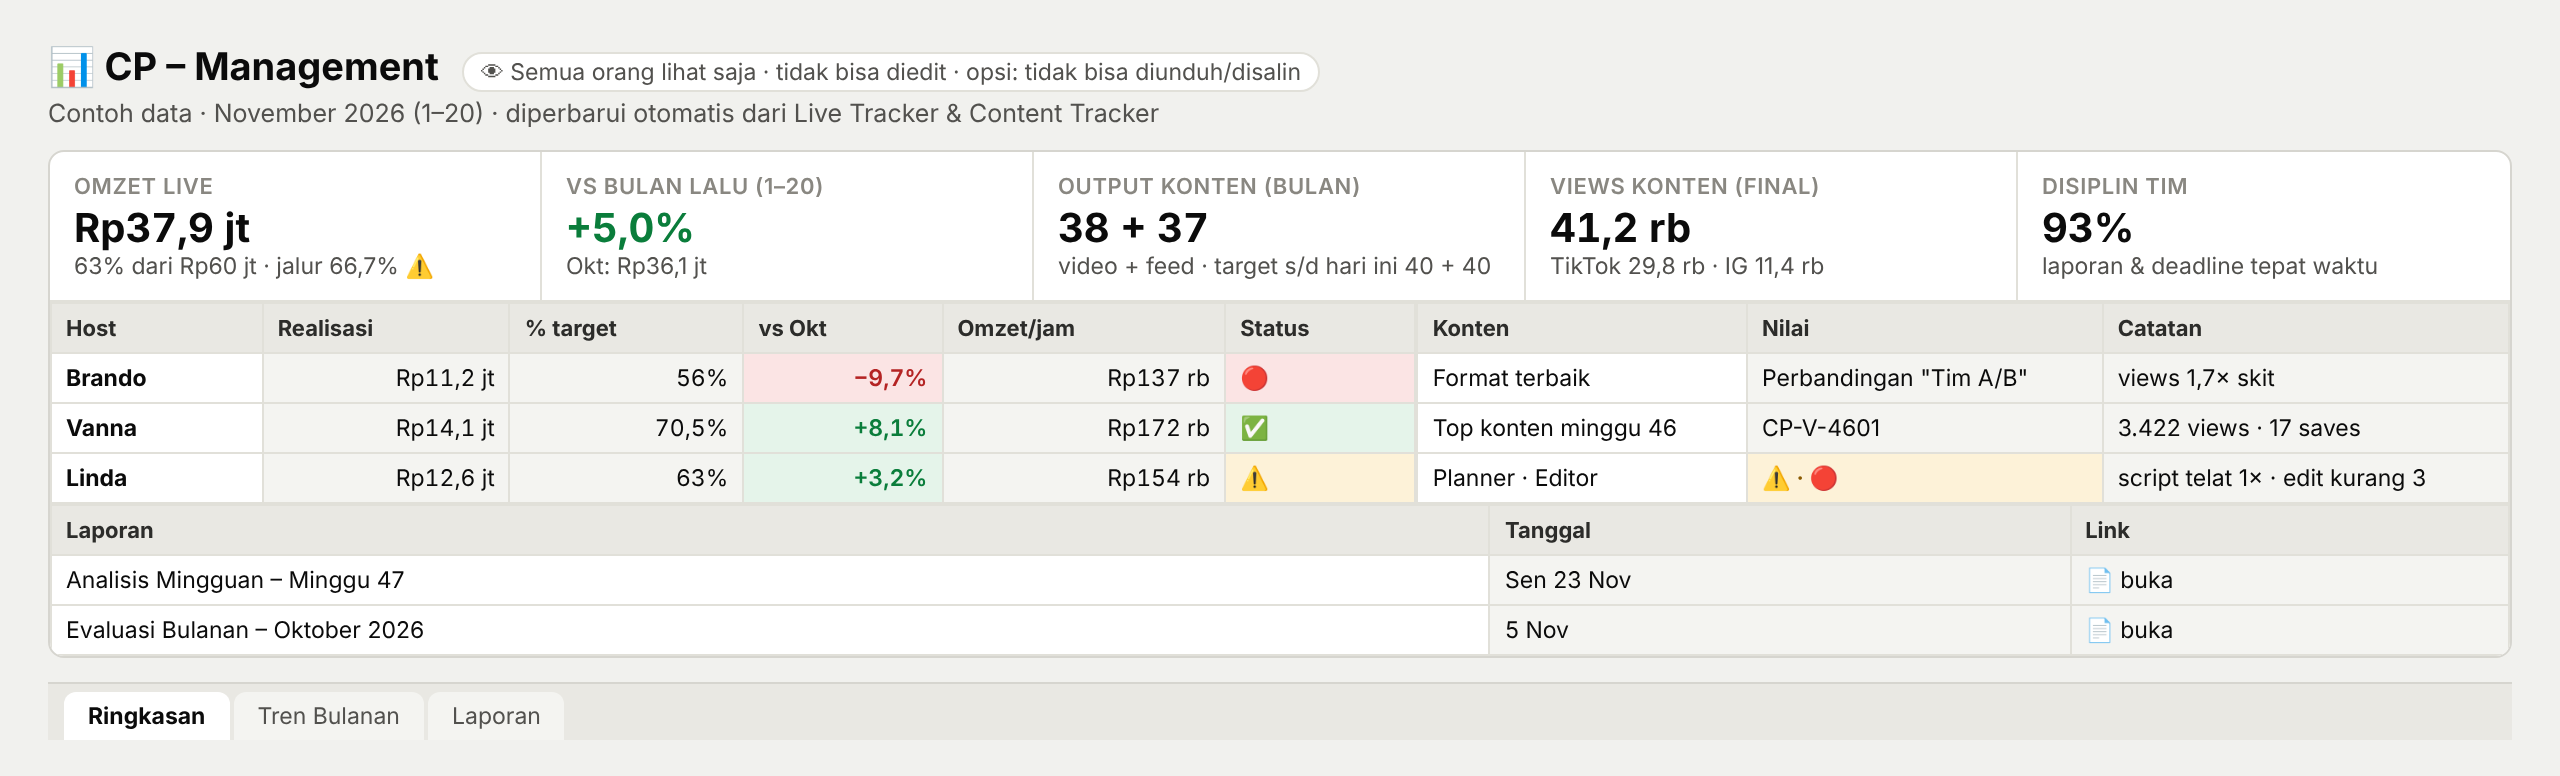 📊 CP – Management
👁 Semua orang lihat saja · tidak bisa diedit · opsi: tidak bisa diunduh/disalin
Contoh data · November 2026 (1–20) · diperbarui otomatis dari Live Tracker & Content Tracker
OMZET LIVE
Rp37,9 jt
63% dari Rp60 jt · jalur 66,7% ⚠️
VS BULAN LALU (1–20)
+5,0%
Okt: Rp36,1 jt
OUTPUT KONTEN (BULAN)
38 + 37
video + feed · target s/d hari ini 40 + 40
VIEWS KONTEN (FINAL)
41,2 rb
TikTok 29,8 rb · IG 11,4 rb
DISIPLIN TIM
93%
laporan & deadline tepat waktu
Host Realisasi % target vs Okt Omzet/jam Status Konten Nilai Catatan
Brando Rp11,2 jt 56% −9,7% Rp137 rb 🔴 Format terbaik Perbandingan "Tim A/B" views 1,7× skit
Vanna Rp14,1 jt 70,5% +8,1% Rp172 rb ✅ Top konten minggu 46 CP-V-4601 3.422 views · 17 saves
Linda Rp12,6 jt 63% +3,2% Rp154 rb ⚠️ Planner · Editor ⚠️ · 🔴 script telat 1× · edit kurang 3
Laporan Tanggal Link
Analisis Mingguan – Minggu 47 Sen 23 Nov 📄 buka
Evaluasi Bulanan – Oktober 2026 5 Nov 📄 buka
Ringkasan Tren Bulanan Laporan